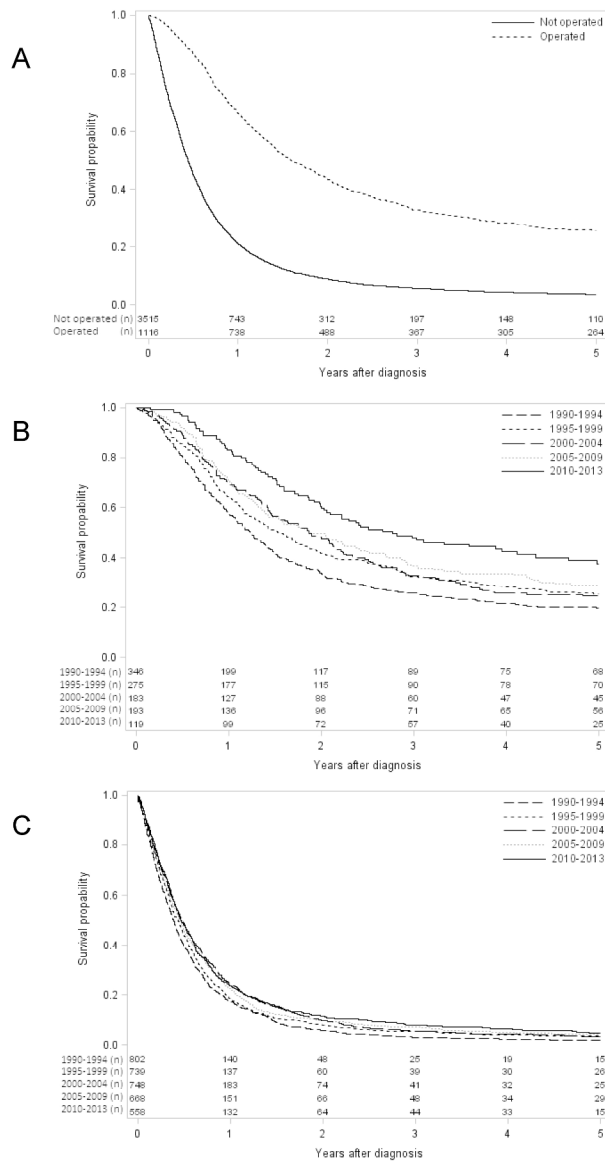 A
Survival propability
1.0
0.8
0.6
0.4
0.2
0.0
Not operated
Operated
Not operated (n) 3515 743 312 197 148 110
Operated (n) 1116 738 488 367 305 264
0 1 2 3 4 5
Years after diagnosis
B
Survival propability
1.0
0.8
0.6
0.4
0.2
0.0
1990-1994
1995-1999
2000-2004
2005-2009
2010-2013
1990-1994 (n) 346 199 117 89 75 68
1995-1999 (n) 275 177 115 90 78 70
2000-2004 (n) 183 127 88 60 47 45
2005-2009 (n) 193 136 96 71 65 56
2010-2013 (n) 119 99 72 57 40 25
0 1 2 3 4 5
Years after diagnosis
C
Survival propability
1.0
0.8
0.6
0.4
0.2
0.0
1990-1994
1995-1999
2000-2004
2005-2009
2010-2013
1990-1994 (n) 802 140 48 25 19 15
1995-1999 (n) 739 137 60 39 30 26
2000-2004 (n) 748 183 74 41 32 25
2005-2009 (n) 668 151 66 48 34 29
2010-2013 (n) 558 132 64 44 33 15
0 1 2 3 4 5
Years after diagnosis